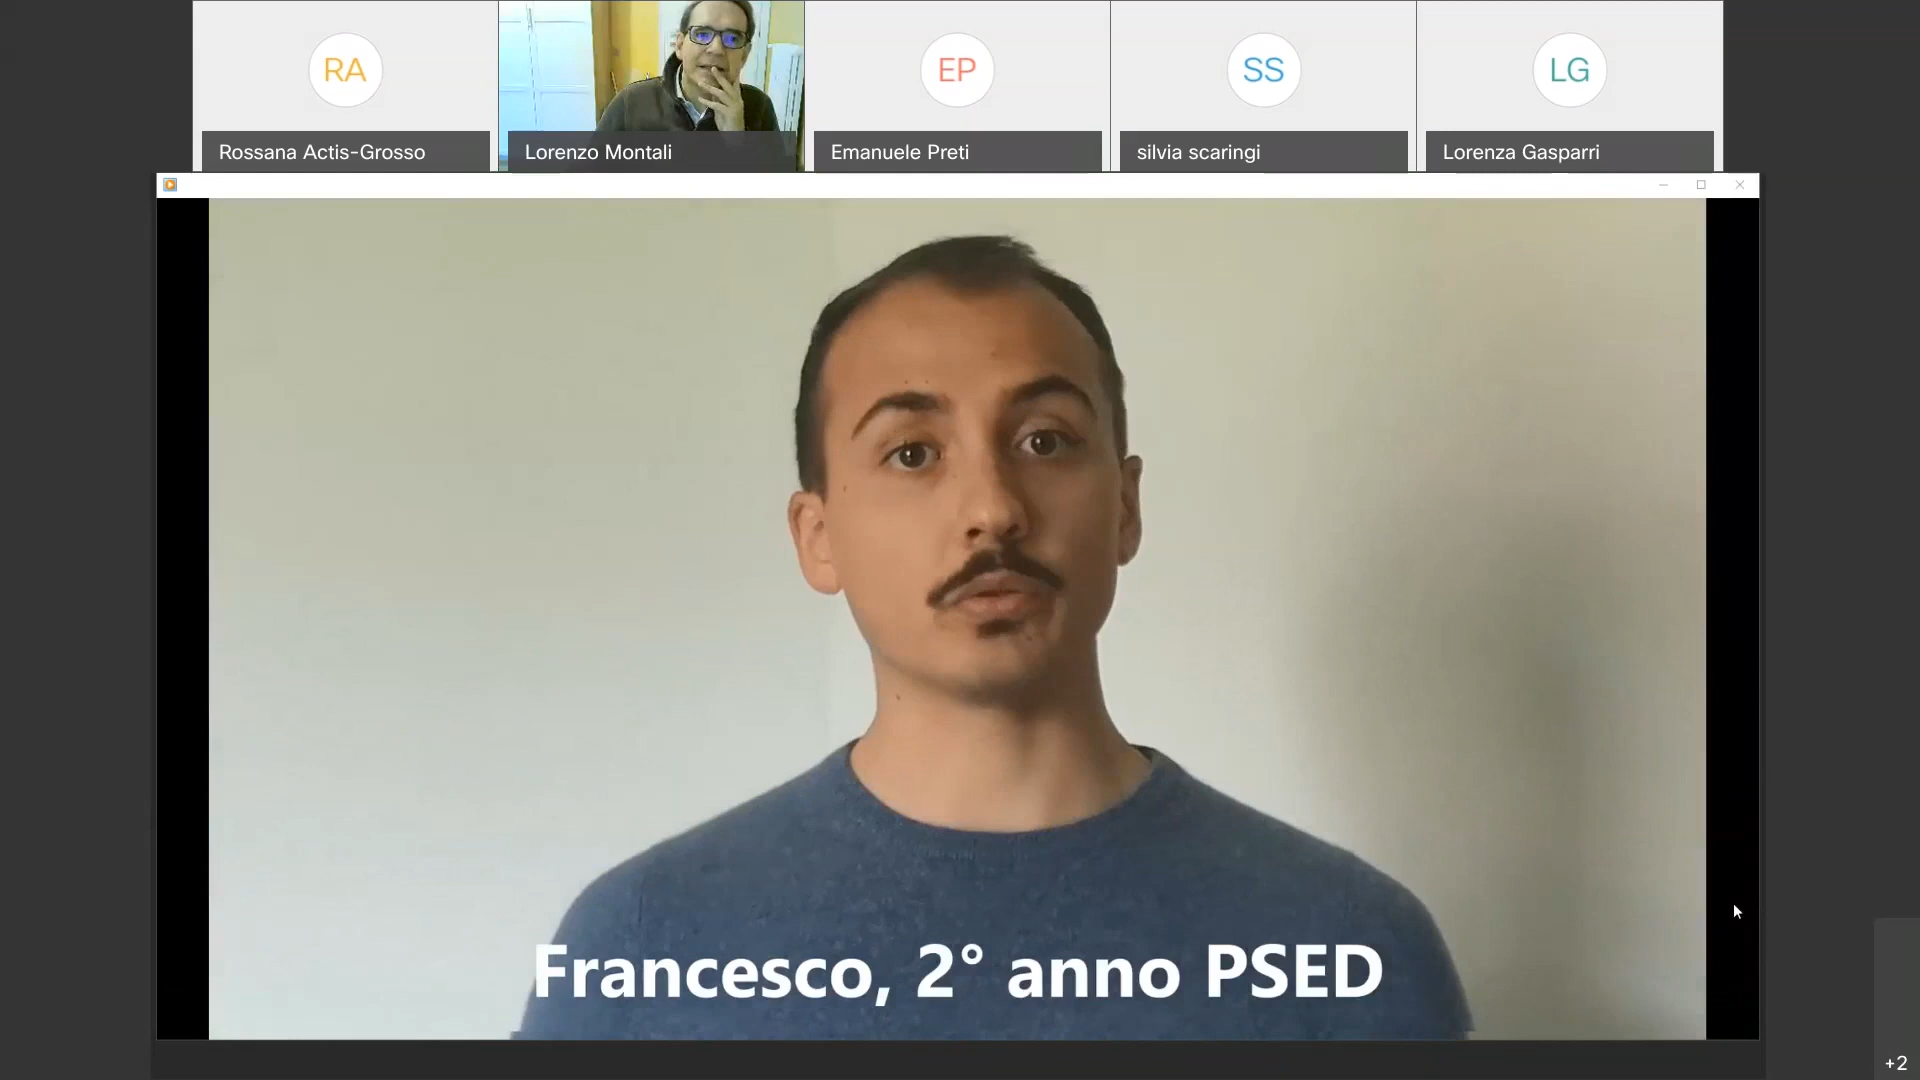 RA
EP
SS
LG
Rossana Actis-Grosso
Lorenzo Montali
Emanuele Preti
silvia scaringi
Lorenza Gasparri
Francesco, 2° anno PSED
+2